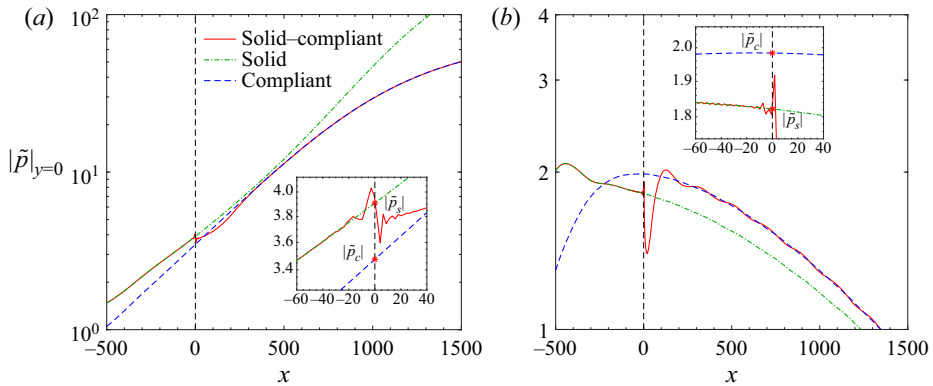 (a)
10²
Solid–compliant
Solid
Compliant
|p̃|y=0
10¹
4.0
3.8
3.6
3.4
|p̃s|
|p̃c|
−60 −40 −20 0 20 40
10⁰
−500 0 500 1000 1500
x
(b)
4
2.0
1.9
1.8
|p̃c|
|p̃s|
−60 −40 −20 0 20 40
2
1
−500 0 500 1000 1500
x